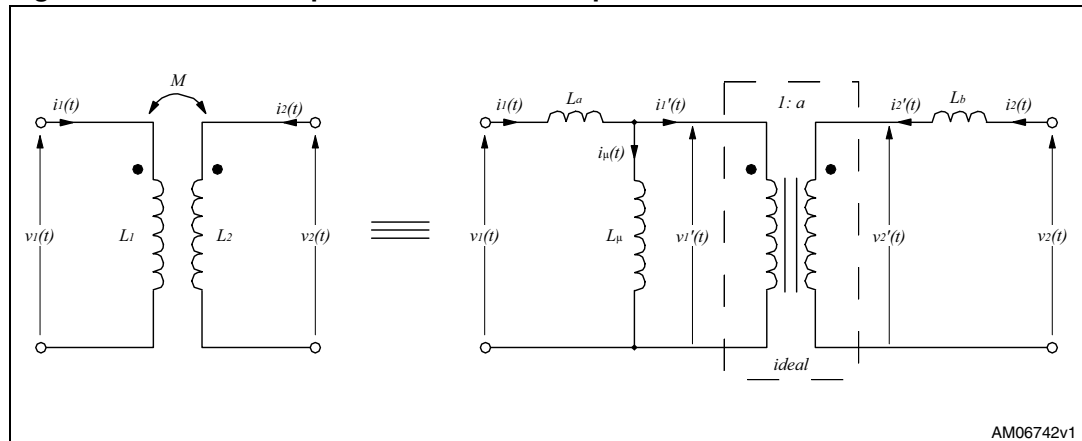 M
i1(t)
i2(t)
v1(t)
L1
L2
v2(t)
i1(t)
La
i1'(t)
1: a
i2'(t)
Lb
i2(t)
iμ(t)
v1(t)
Lμ
v1'(t)
v2'(t)
v2(t)
ideal
AM06742v1